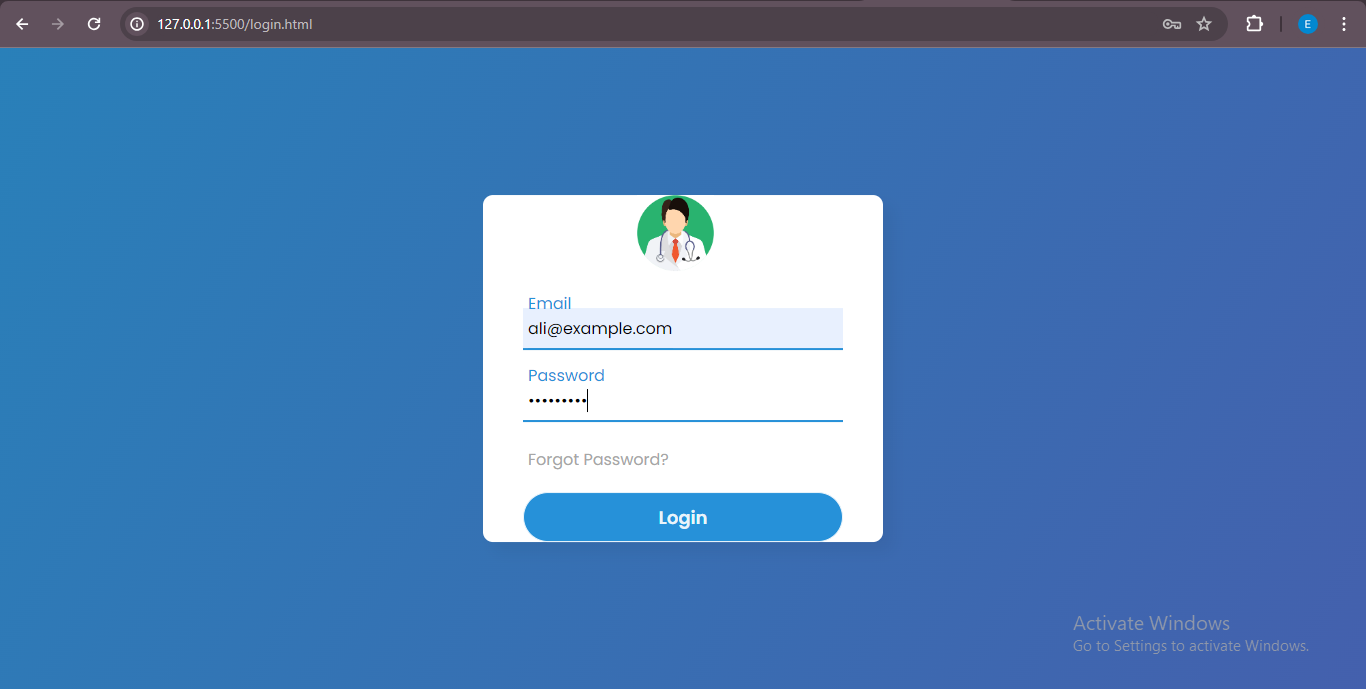 127.0.0.1:5500/login.html
E
Email
ali@example.com
Password
•••••••••
Forgot Password?
Login
Activate Windows
Go to Settings to activate Windows.